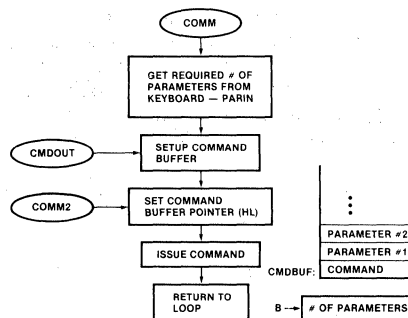 COMM
GET REQUIRED # OF
PARAMETERS FROM
KEYBOARD — PARIN
CMDOUT
SETUP COMMAND
BUFFER
COMM2
SET COMMAND
BUFFER POINTER (HL)
ISSUE COMMAND
RETURN TO
LOOP
PARAMETER #2
PARAMETER #1
CMDBUF: COMMAND
B → # OF PARAMETERS